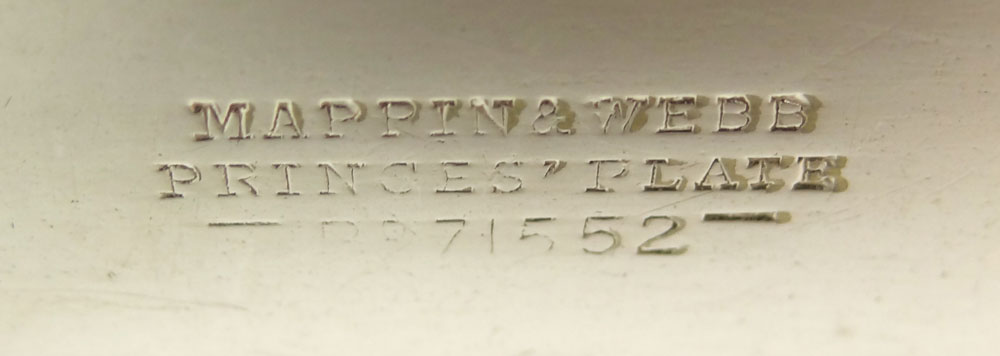 MAPPIN & WEBB
PRINCES' PLATE
— 71552 —